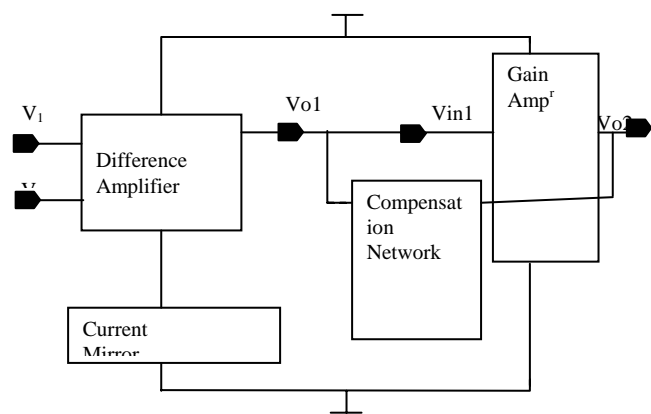 Gain
Ampʳ
Vo1
Vin1
Vo2
V₁
V
Difference
Amplifier
Compensat
ion
Network
Current
Mirror